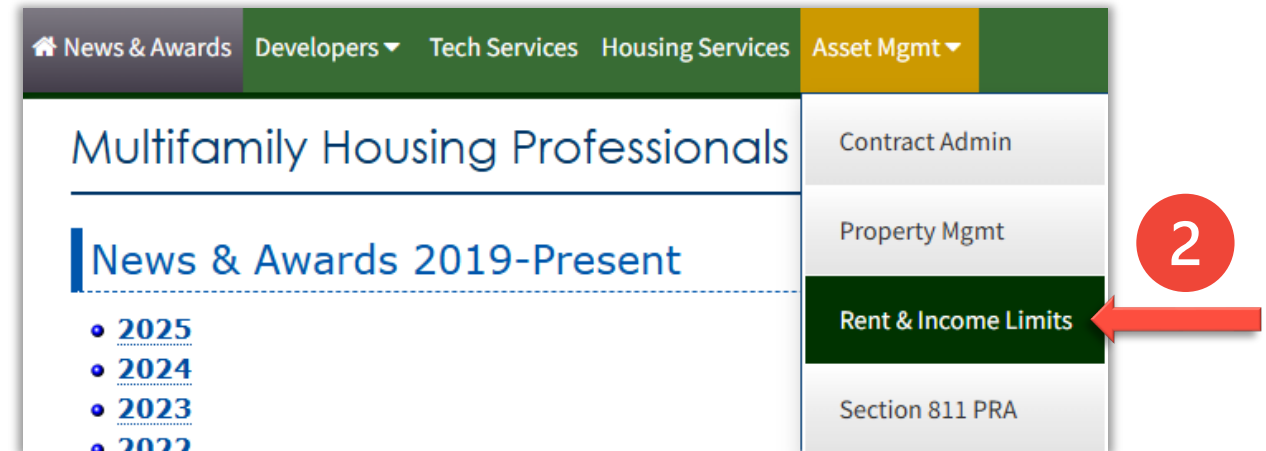 News & Awards Developers Tech Services Housing Services Asset Mgmt
Multifamily Housing Professionals
Contract Admin
Property Mgmt
2
News & Awards 2019-Present
Rent & Income Limits
2025
2024
2023
Section 811 PRA
2022